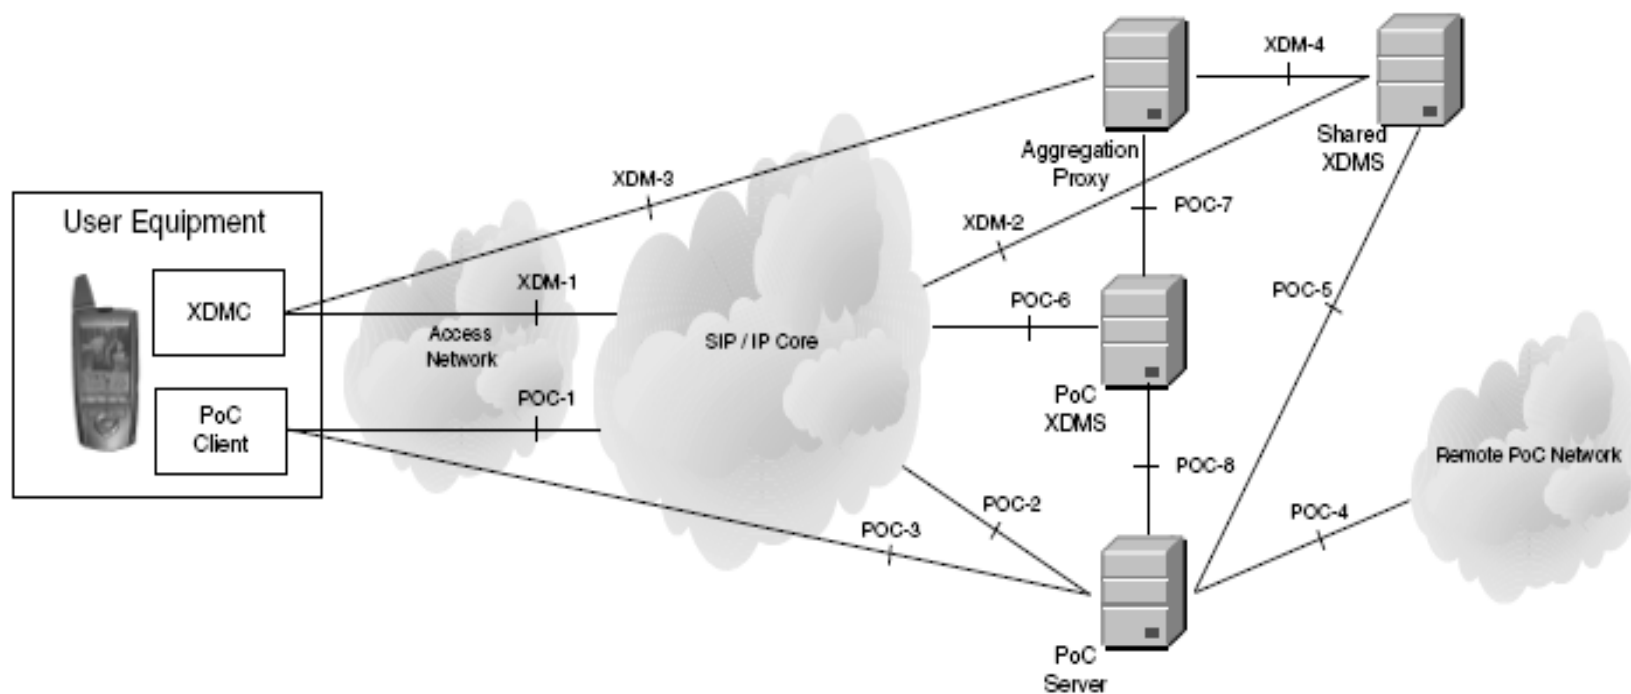 XDM-4
Shared
XDMS
Aggregation
Proxy
XDM-3
POC-7
XDM-2
User Equipment
XDM-1
POC-6
POC-5
XDMC
Access
Network
SIP / IP Core
PoC
XDMS
POC-1
PoC
Client
POC-8
Remote PoC Network
POC-2
POC-4
POC-3
PoC
Server